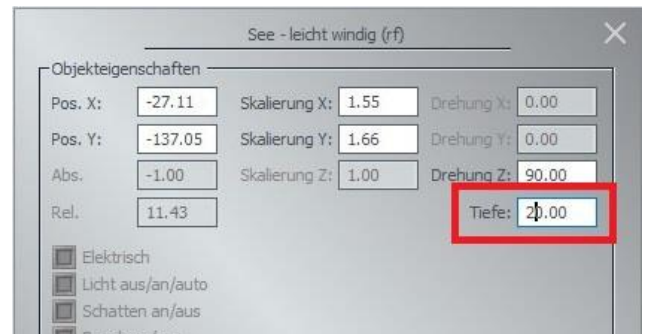 See - leicht windig (rf)
Objekteigenschaften
Pos. X: -27.11 Skalierung X: 1.55 Drehung X: 0.00
Pos. Y: -137.05 Skalierung Y: 1.66 Drehung Y: 0.00
Abs. -1.00 Skalierung Z: 1.00 Drehung Z: 90.00
Rel. 11.43 Tiefe: 20.00
Elektrisch
Licht aus/an/auto
Schatten an/aus